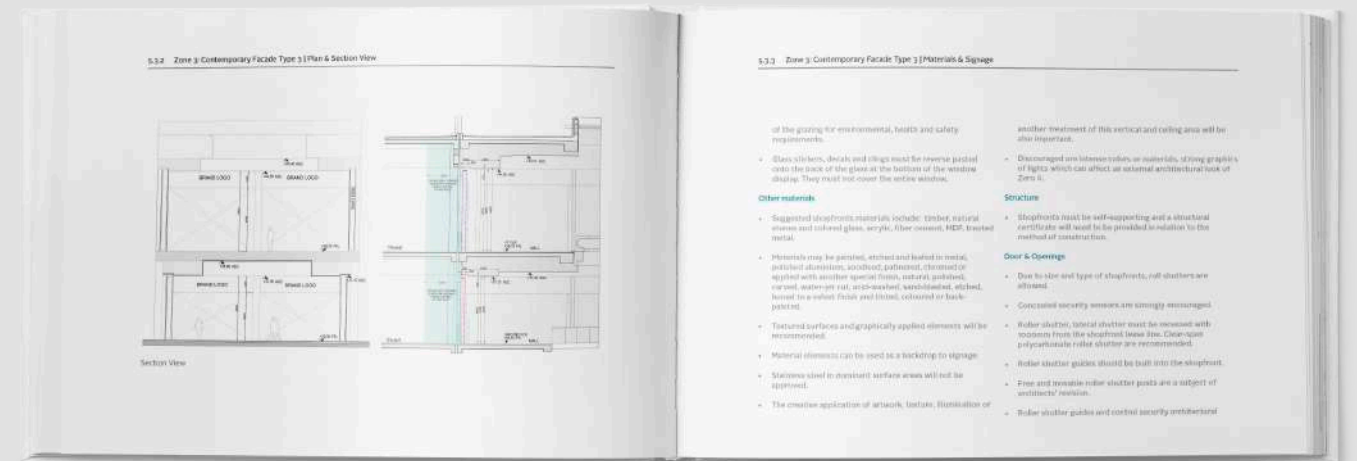 5.3.2 Zone 3: Contemporary Facade Type 3 | Plan & Section View
BRAND LOGO
BRAND LOGO
BRAND LOGO
BRAND LOGO
MALL
MALL
Section View
5.3.3 Zone 3: Contemporary Facade Type 3 | Materials & Signage
of the glazing for environmental, health and safety
requirements.
• Glass stickers, decals and clings must be reverse pasted
onto the back of the glass at the bottom of the window
display. They must not cover the entire window.
Other materials
• Suggested shopfronts materials include: timber, natural
stones and colored glass, acrylic, fiber cement, MDF, treated
metal.
• Materials may be painted, etched and leafed in metal,
polished aluminium, anodised, patinated, chromed or
applied with another special finish, natural, polished,
carved, water-jet cut, acid-washed, sandblasted, etched,
honed to a velvet finish and tinted, coloured or back-
painted.
• Textured surfaces and graphically applied elements will be
recommended.
• Material elements can be used as a backdrop to signage
• Stainless steel in dominant surface areas will not be
approved.
• The creative application of artwork, texture, illumination or
another treatment of this vertical and ceiling area will be
also important.
• Discouraged are intense colors or materials, strong graphics
of lights which can affect an external architectural look of
Zero 6.
Structure
• Shopfronts must be self-supporting and a structural
certificate will need to be provided in relation to the
method of construction.
Door & Openings
• Due to size and type of shopfronts, roll shutters are
allowed.
• Concealed security sensors are strongly encouraged.
• Roller shutter, lateral shutter must be recessed with
1000mm from the shopfront lease line. Clear-span
polycarbonate roller shutter are recommended.
• Roller shutter guides should be built into the shopfront.
• Free and movable roller shutter posts are a subject of
architects' revision.
• Roller shutter guides and control security architectural